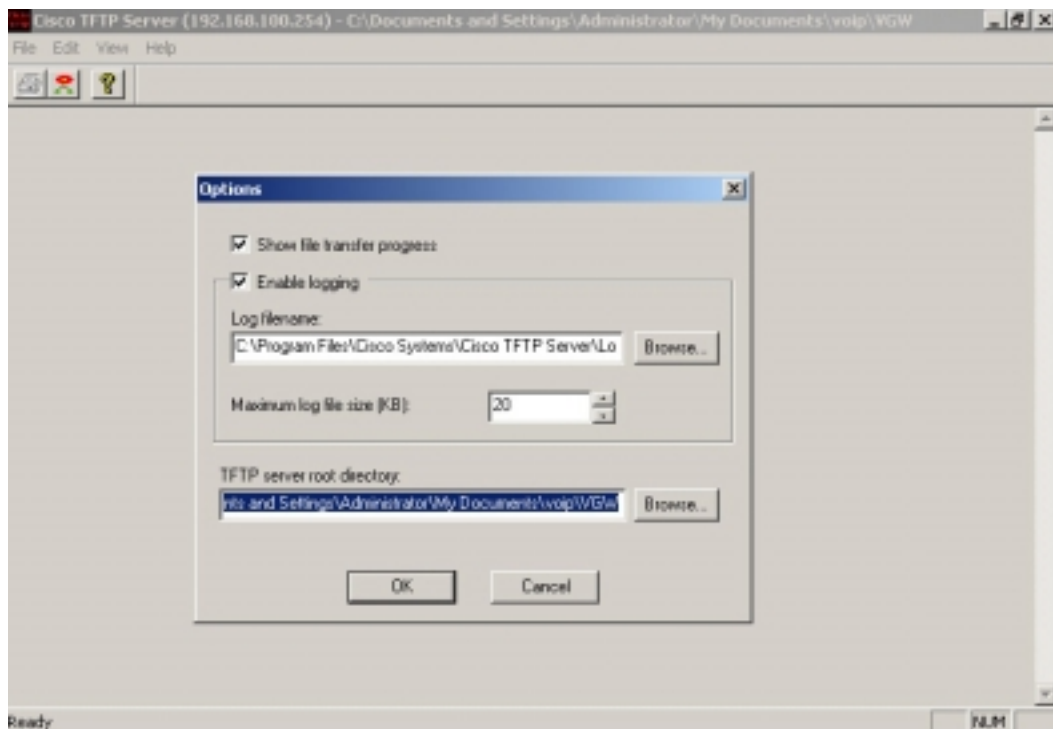 Cisco TFTP Server (192.168.100.254) - C:\Documents and Settings\Administrator\My Documents\voip\VGW
File Edit View Help
Options
Show file transfer progress
Enable logging
Log filename:
C:\Program Files\Cisco Systems\Cisco TFTP Server\Lo
Browse...
Maximum log file size (KB):
20
TFTP server root directory:
nts and Settings\Administrator\My Documents\voip\VGW
Browse...
OK
Cancel
Ready
NUM